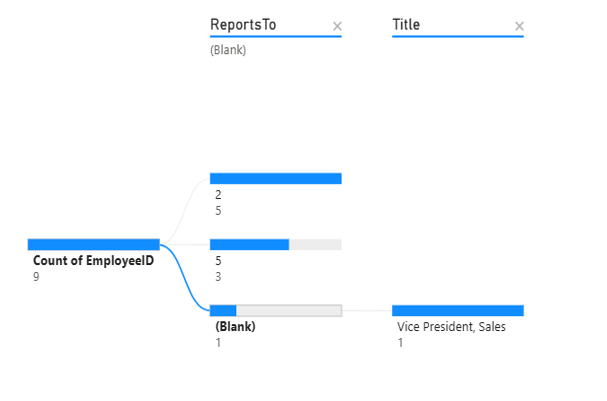 ReportsTo
Title
(Blank)
2
5
Count of EmployeeID
9
5
3
(Blank)
1
Vice President, Sales
1